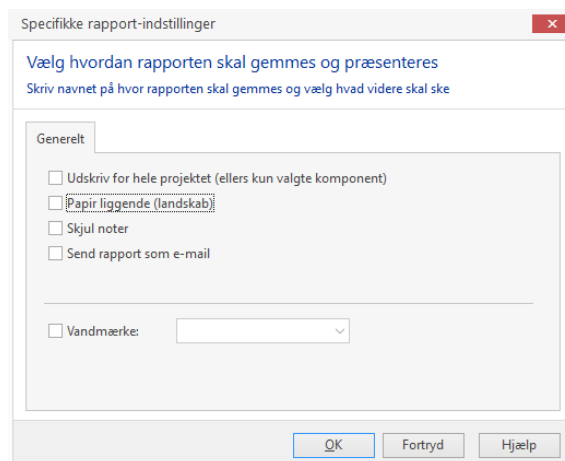 Specifikke rapport-indstillinger
Vælg hvordan rapporten skal gemmes og præsenteres
Skriv navnet på hvor rapporten skal gemmes og vælg hvad videre skal ske
Generelt
Udskriv for hele projektet (ellers kun valgte komponent)
Papir liggende (landskab)
Skjul noter
Send rapport som e-mail
Vandmærke:
OK Fortryd Hjælp